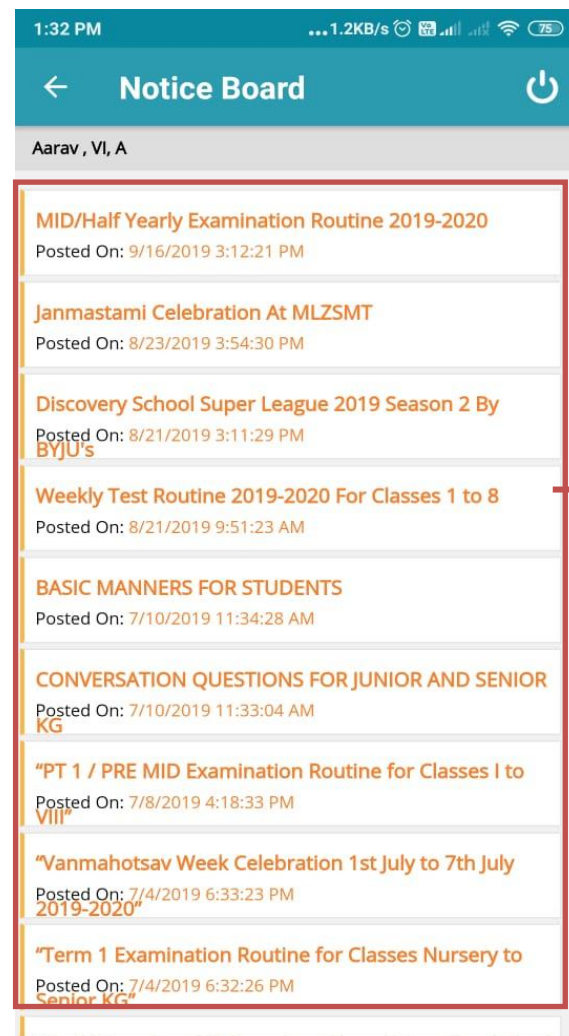 1:32 PM ...1.2KB/s Vo LTE 75
Notice Board
Aarav , VI, A
MID/Half Yearly Examination Routine 2019-2020
Posted On: 9/16/2019 3:12:21 PM
Janmastami Celebration At MLZSMT
Posted On: 8/23/2019 3:54:30 PM
Discovery School Super League 2019 Season 2 By
Posted On: 8/21/2019 3:11:29 PM
BYJU's
Weekly Test Routine 2019-2020 For Classes 1 to 8
Posted On: 8/21/2019 9:51:23 AM
BASIC MANNERS FOR STUDENTS
Posted On: 7/10/2019 11:34:28 AM
CONVERSATION QUESTIONS FOR JUNIOR AND SENIOR
Posted On: 7/10/2019 11:33:04 AM
KG
“PT 1 / PRE MID Examination Routine for Classes I to
Posted On: 7/8/2019 4:18:33 PM
VIII”
“Vanmahotsav Week Celebration 1st July to 7th July
Posted On: 7/4/2019 6:33:23 PM
2019-2020”
“Term 1 Examination Routine for Classes Nursery to
Posted On: 7/4/2019 6:32:26 PM
Senior KG”